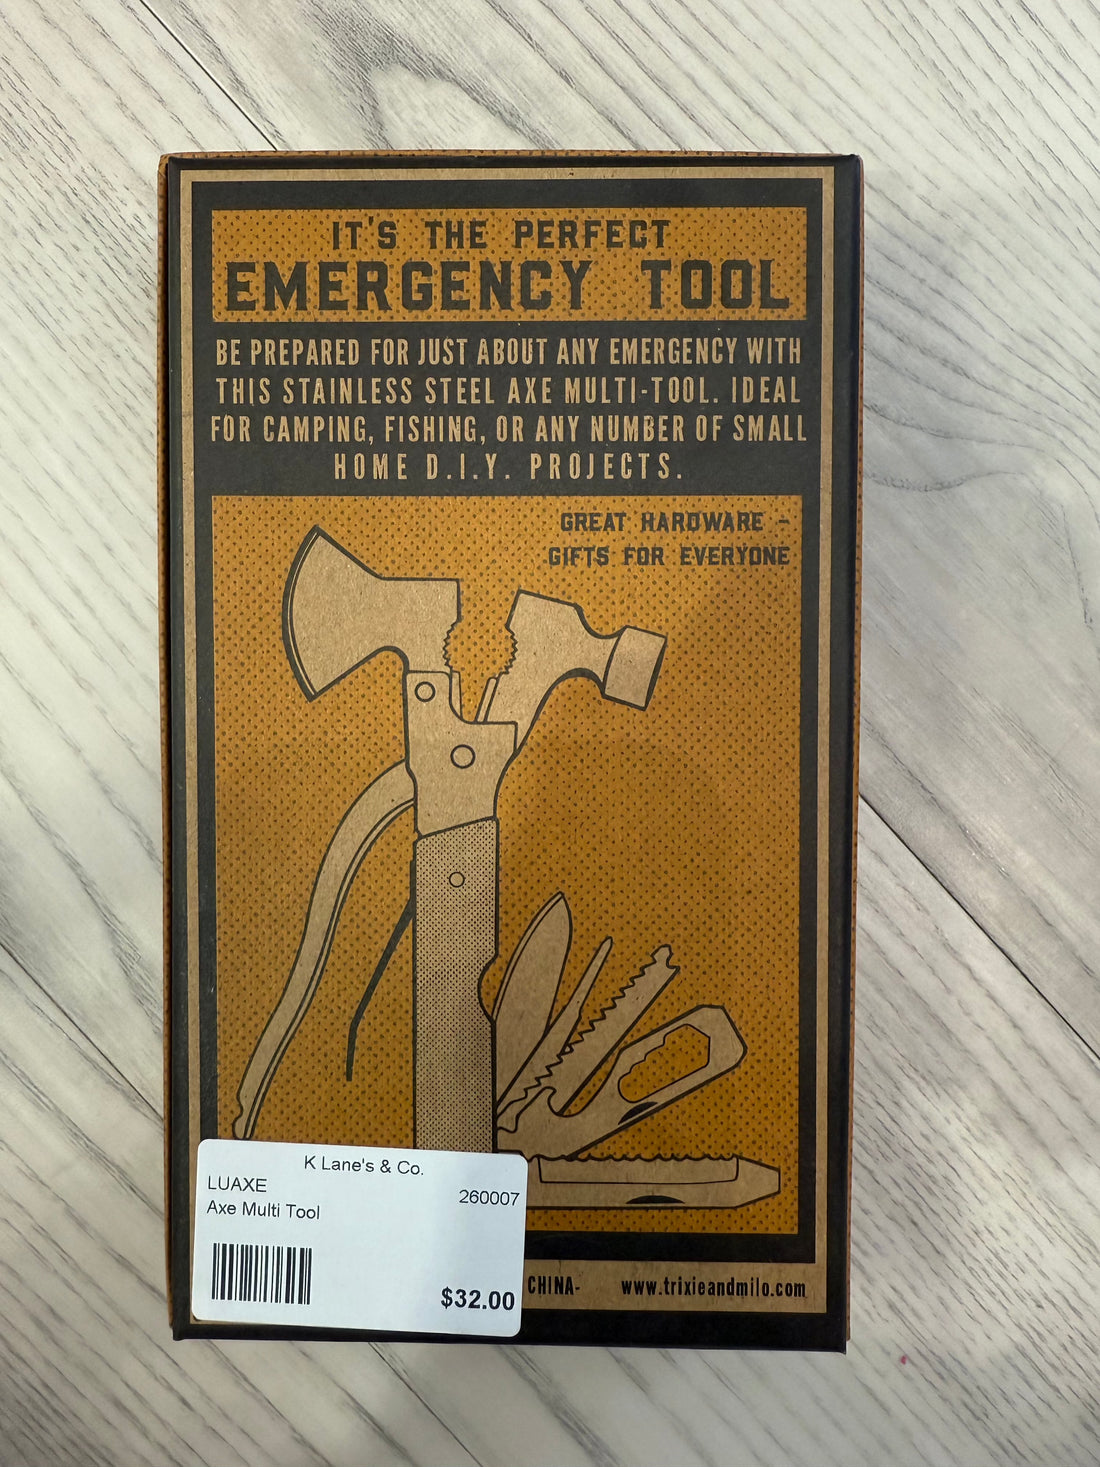 IT'S THE PERFECT
EMERGENCY TOOL
BE PREPARED FOR JUST ABOUT ANY EMERGENCY WITH
THIS STAINLESS STEEL AXE MULTI-TOOL. IDEAL
FOR CAMPING, FISHING, OR ANY NUMBER OF SMALL
HOME D.I.Y. PROJECTS.
GREAT HARDWARE -
GIFTS FOR EVERYONE
K Lane's & Co.
LUAXE
260007
Axe Multi Tool
$32.00
CHINA-
www.trixieandmilo.com